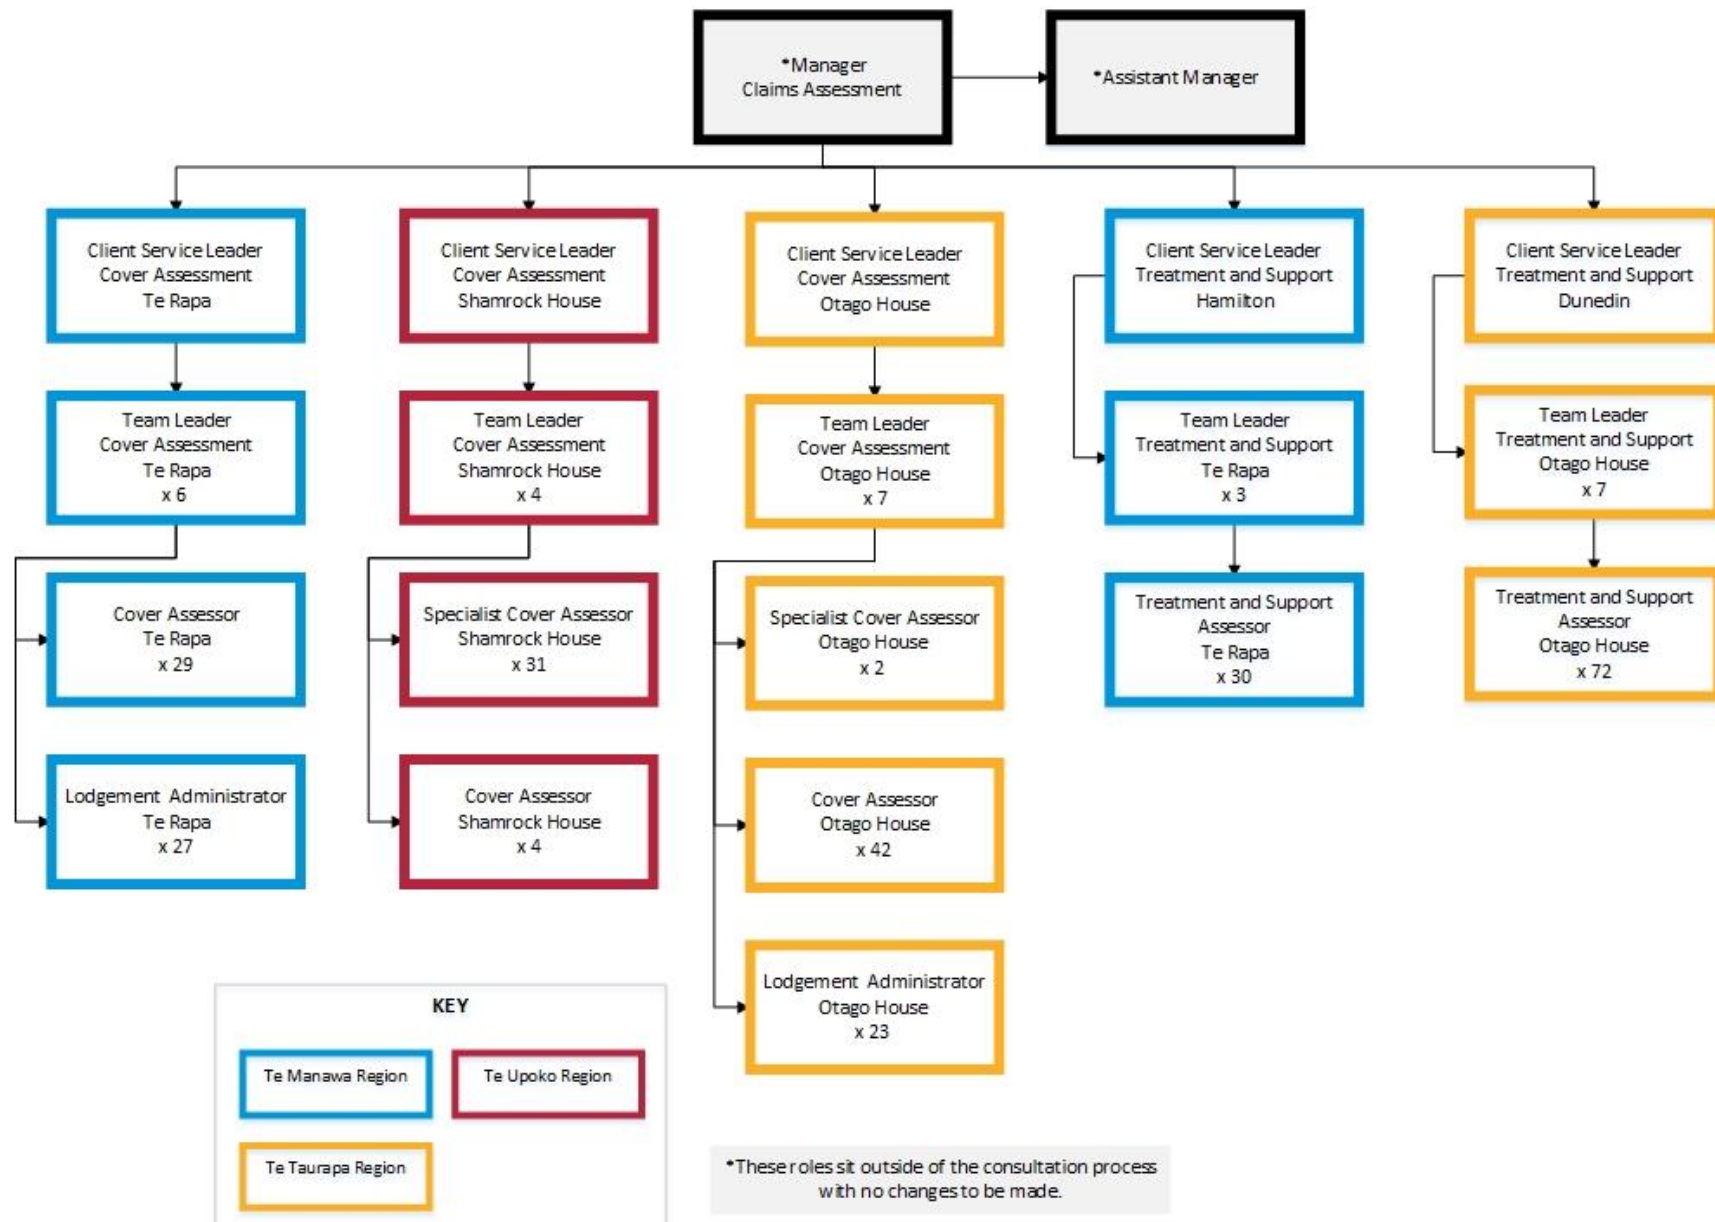 *Manager
Claims Assessment
*Assistant Manager
Client Service Leader
Cover Assessment
Te Rapa
Client Service Leader
Cover Assessment
Shamrock House
Client Service Leader
Cover Assessment
Otago House
Client Service Leader
Treatment and Support
Hamilton
Client Service Leader
Treatment and Support
Dunedin
Team Leader
Cover Assessment
Te Rapa
x 6
Team Leader
Cover Assessment
Shamrock House
x 4
Team Leader
Cover Assessment
Otago House
x 7
Team Leader
Treatment and Support
Te Rapa
x 3
Team Leader
Treatment and Support
Otago House
x 7
Cover Assessor
Te Rapa
x 29
Specialist Cover Assessor
Shamrock House
x 31
Specialist Cover Assessor
Otago House
x 2
Treatment and Support
Assessor
Te Rapa
x 30
Treatment and Support
Assessor
Otago House
x 72
Lodgement Administrator
Te Rapa
x 27
Cover Assessor
Shamrock House
x 4
Cover Assessor
Otago House
x 42
Lodgement Administrator
Otago House
x 23
KEY
Te Manawa Region
Te Upoko Region
Te Taurapa Region
*These roles sit outside of the consultation process
with no changes to be made.